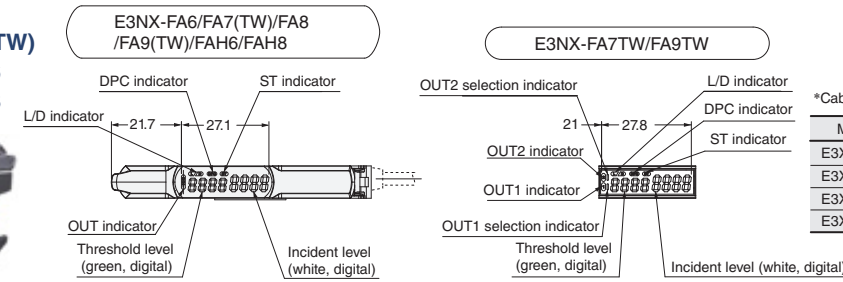 TW)
E3NX-FA6/FA7(TW)/FA8
/FA9(TW)/FAH6/FAH8
DPC indicator
ST indicator
L/D indicator
21.7
27.1
OUT indicator
Threshold level
(green, digital)
Incident level
(white, digital)
E3NX-FA7TW/FA9TW
OUT2 selection indicator
L/D indicator
DPC indicator
ST indicator
21
27.8
OUT2 indicator
OUT1 indicator
OUT1 selection indicator
Threshold level
(green, digital)
Incident level (white, digital)
*Cab
M
E3X
E3X
E3X
E3X